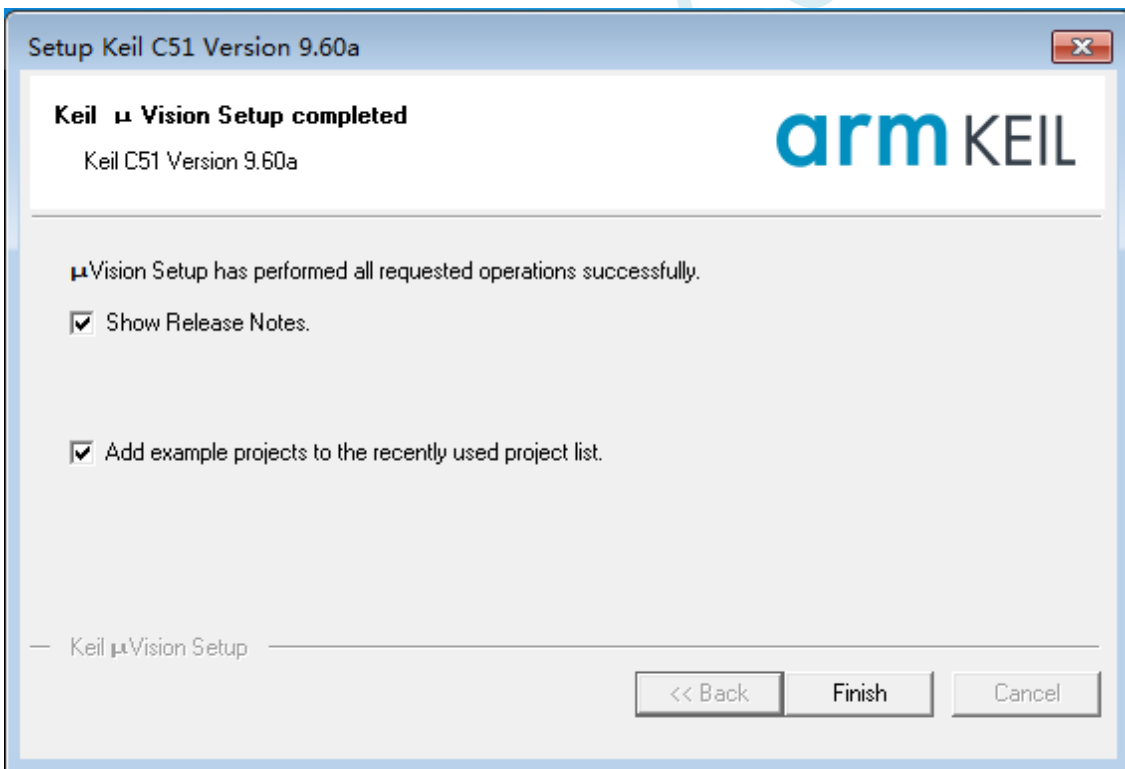 Setup Keil C51 Version 9.60a
Keil μ Vision Setup completed
Keil C51 Version 9.60a
arm KEIL
μVision Setup has performed all requested operations successfully.
Show Release Notes.
Add example projects to the recently used project list.
Keil μVision Setup
<< Back Finish Cancel